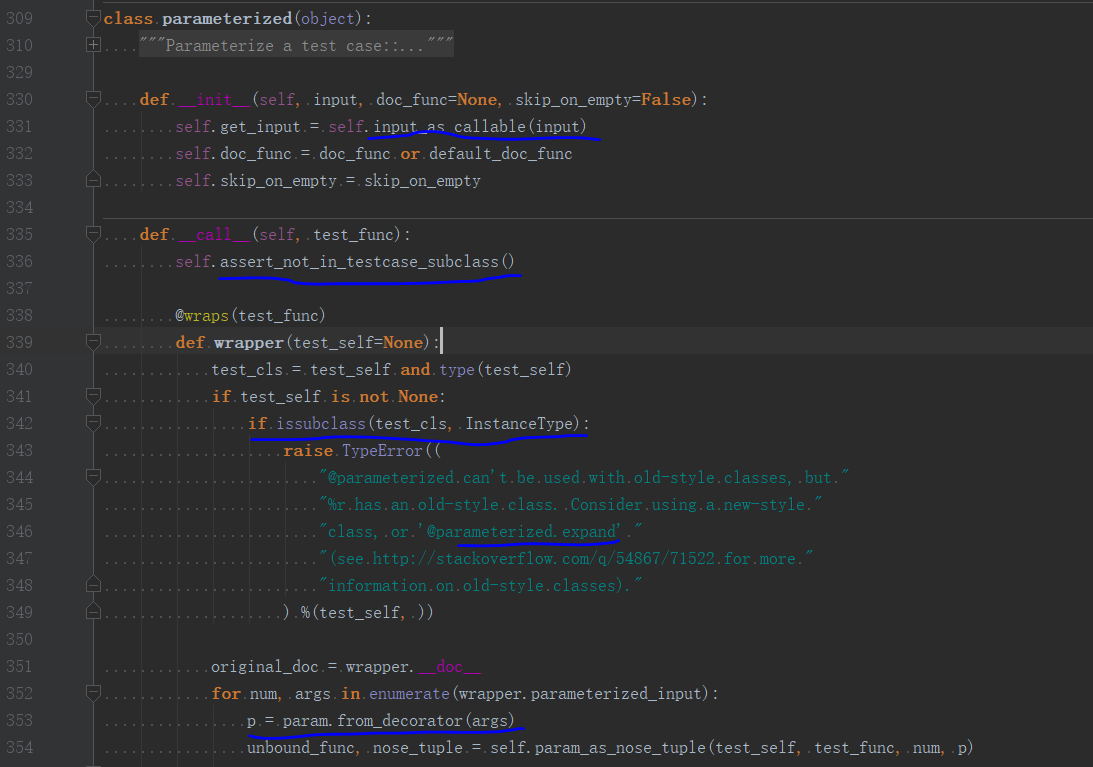 309 class parameterized(object):
310 """Parameterize a test case::..."""
329
330 def __init__(self, input, doc_func=None, skip_on_empty=False):
331 self.get_input = self.input_as_callable(input)
332 self.doc_func = doc_func or default_doc_func
333 self.skip_on_empty = skip_on_empty
334
335 def __call__(self, test_func):
336 self.assert_not_in_testcase_subclass()
337
338 @wraps(test_func)
339 def wrapper(test_self=None):
340 test_cls = test_self and type(test_self)
341 if test_self is not None:
342 if issubclass(test_cls, InstanceType):
343 raise TypeError((
344 "@parameterized can't be used with old-style classes, but "
345 "%r has an old-style class. Consider using a new-style "
346 "class, or '@parameterized.expand' "
347 "(see http://stackoverflow.com/q/54867/71522 for more "
348 "information on old-style classes)."
349 ) %(test_self, ))
350
351 original_doc = wrapper.__doc__
352 for num, args in enumerate(wrapper.parameterized_input):
353 p = param.from_decorator(args)
354 unbound_func, nose_tuple = self.param_as_nose_tuple(test_self, test_func, num, p)